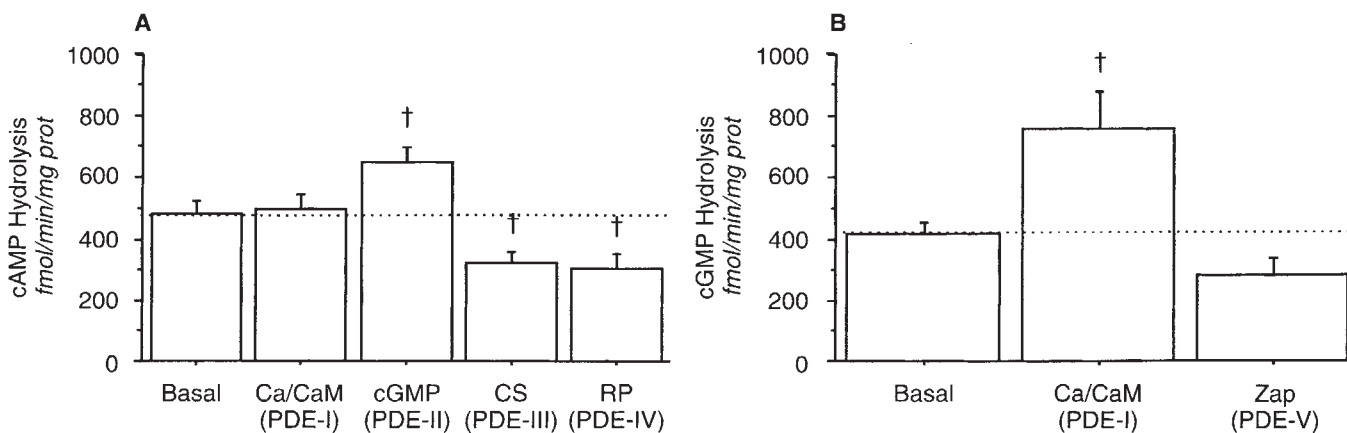 A
cAMP Hydrolysis
fmol/min/mg prot
1000
800
600
400
200
0
†
†
†
Basal
Ca/CaM
(PDE-I)
cGMP
(PDE-II)
CS
(PDE-III)
RP
(PDE-IV)
B
cGMP Hydrolysis
fmol/min/mg prot
1000
800
600
400
200
0
†
Basal
Ca/CaM
(PDE-I)
Zap
(PDE-V)